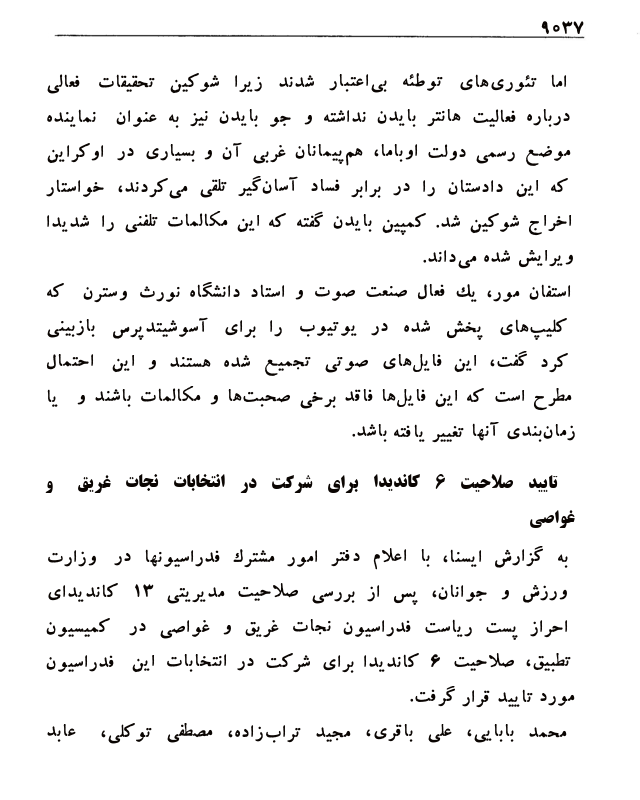 ۹۰۳۷
اما تئوری‌های توطئه بی‌اعتبار شدند زیرا شوکین تحقیقات فعالی
درباره فعالیت هانتر بایدن نداشته و جو بایدن نیز به عنوان نماینده
موضع رسمی دولت اوباما، هم‌پیمانان غربی آن و بسیاری در اوکراین
که این دادستان را در برابر فساد آسان‌گیر تلقی می‌کردند، خواستار
اخراج شوکین شد. کمپین بایدن گفته که این مکالمات تلفنی را شدیدا
ویرایش شده می‌داند.
استفان مور، یك فعال صنعت صوت و استاد دانشگاه نورث وسترن که
کلیپ‌های پخش شده در یوتیوب را برای آسوشیتدپرس بازبینی
کرد گفت، این فایل‌های صوتی تجمیع شده هستند و این احتمال
مطرح است که این فایل‌ها فاقد برخی صحبت‌ها و مکالمات باشند و یا
زمان‌بندی آنها تغییر یافته باشد.
تایید صلاحیت ۶ کاندیدا برای شرکت در انتخابات نجات غریق و
غواصی
به گزارش ایسنا، با اعلام دفتر امور مشترك فدراسیونها در وزارت
ورزش و جوانان، پس از بررسی صلاحیت مدیریتی ۱۳ کاندیدای
احراز پست ریاست فدراسیون نجات غریق و غواصی در کمیسیون
تطبیق، صلاحیت ۶ کاندیدا برای شرکت در انتخابات این فدراسیون
مورد تایید قرار گرفت.
محمد بابایی، علی باقری، مجید تراب‌زاده، مصطفی توکلی، عابد